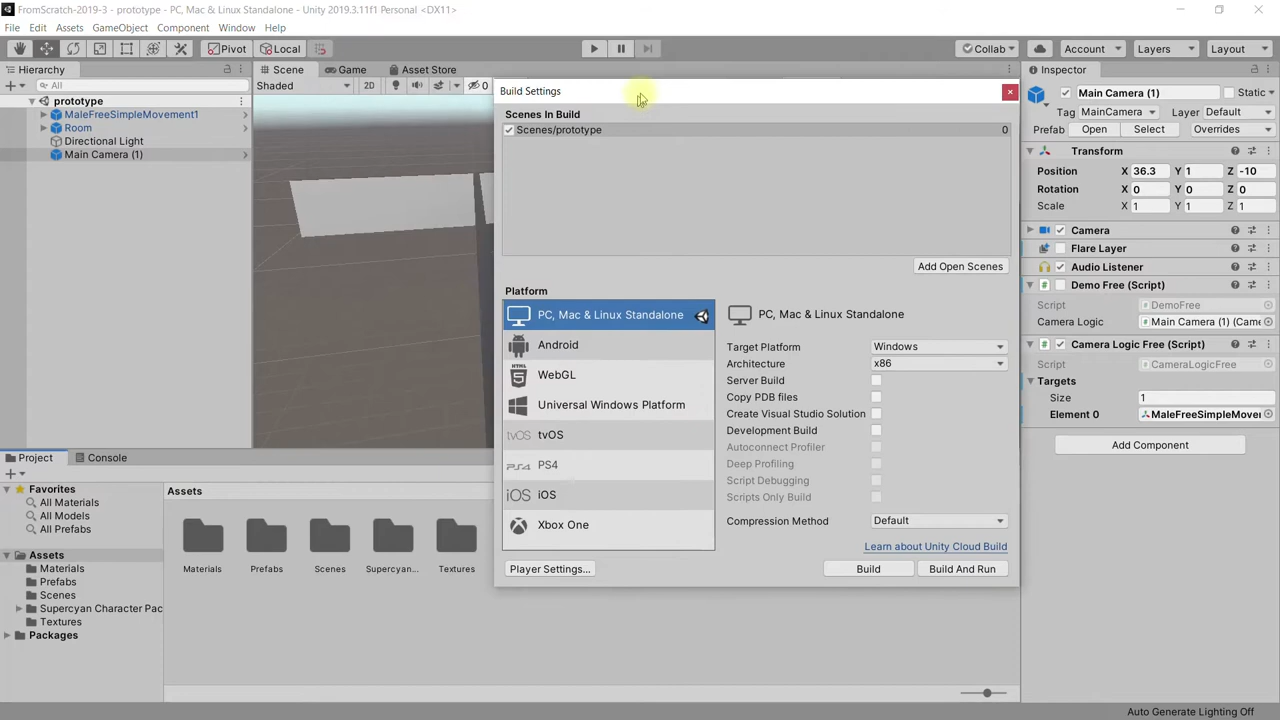 FromScratch-2019-3 - prototype - PC, Mac & Linux Standalone - Unity 2019.3.11f1 Personal <DX11>
File Edit Assets GameObject Component Window Help
Pivot Local Collab Account Layers Layout
Hierarchy
All
prototype
MaleFreeSimpleMovement1
Room
Directional Light
Main Camera (1)
Scene Game Asset Store
Shaded 2D 0
Build Settings
Scenes In Build
Scenes/prototype 0
Add Open Scenes
Platform
PC, Mac & Linux Standalone
Android
HTML
WebGL
Universal Windows Platform
tvOS tvOS
PS4 PS4
iOS iOS
Xbox One
PC, Mac & Linux Standalone
Target Platform Windows
Architecture x86
Server Build
Copy PDB files
Create Visual Studio Solution
Development Build
Autoconnect Profiler
Deep Profiling
Script Debugging
Scripts Only Build
Compression Method Default
Learn about Unity Cloud Build
Player Settings... Build Build And Run
Inspector
Main Camera (1) Static
Tag MainCamera Layer Default
Prefab Open Select Overrides
Transform
Position X 36.3 Y 1 Z -10
Rotation X 0 Y 0 Z 0
Scale X 1 Y 1 Z 1
Camera
Flare Layer
Audio Listener
Demo Free (Script)
Script DemoFree
Camera Logic Main Camera (1) (Came
Camera Logic Free (Script)
Script CameraLogicFree
Targets
Size 1
Element 0 MaleFreeSimpleMover
Add Component
Project Console
Favorites
All Materials
All Models
All Prefabs
Assets
Materials
Prefabs
Scenes
Supercyan Character Pac
Textures
Packages
Assets
Materials Prefabs Scenes Supercyan... Textures
Auto Generate Lighting Off